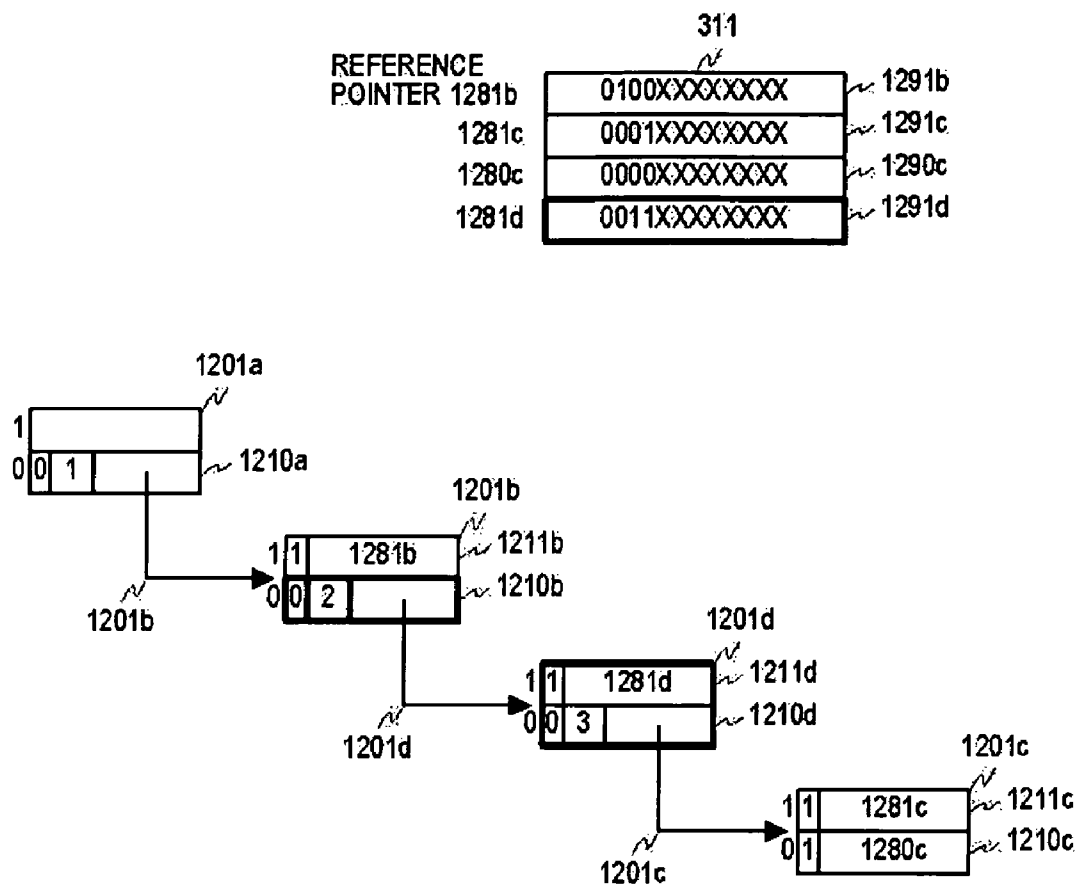 311
REFERENCE
POINTER 1281b 0100XXXXXXXX 1291b
1281c 0001XXXXXXXX 1291c
1280c 0000XXXXXXXX 1290c
1281d 0011XXXXXXXX 1291d
1201a
1
0 0 1 1210a
1201b
1 1 1281b 1211b
0 0 2 1210b
1201b
1201d
1 1 1281d 1211d
0 0 3 1210d
1201d
1201c
1 1 1281c 1211c
0 1 1280c 1210c
1201c